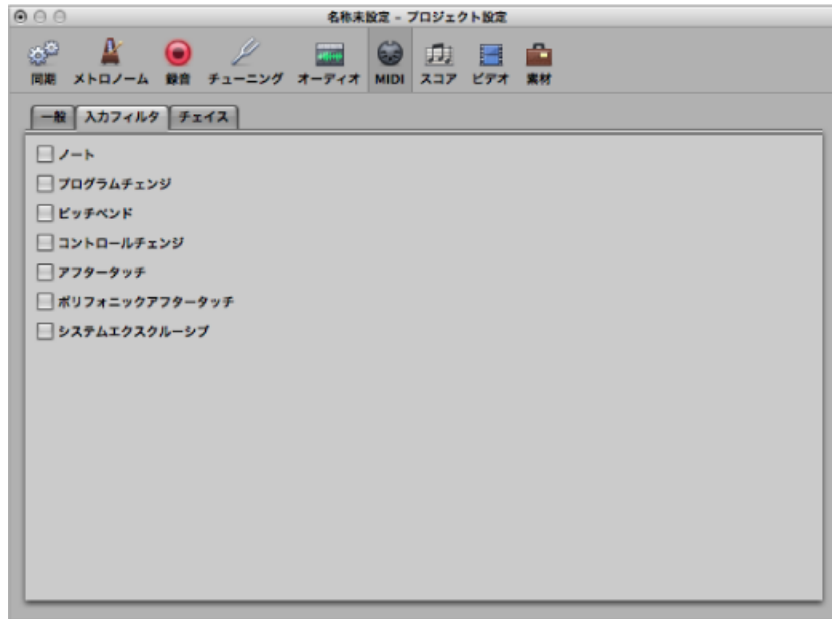 名称未設定 - プロジェクト設定
同期 メトロノーム 録音 チューニング オーディオ MIDI スコア ビデオ 素材
一般 入力フィルタ チェイス
ノート
プログラムチェンジ
ピッチベンド
コントロールチェンジ
アフタータッチ
ポリフォニックアフタータッチ
システムエクスクルーシブ